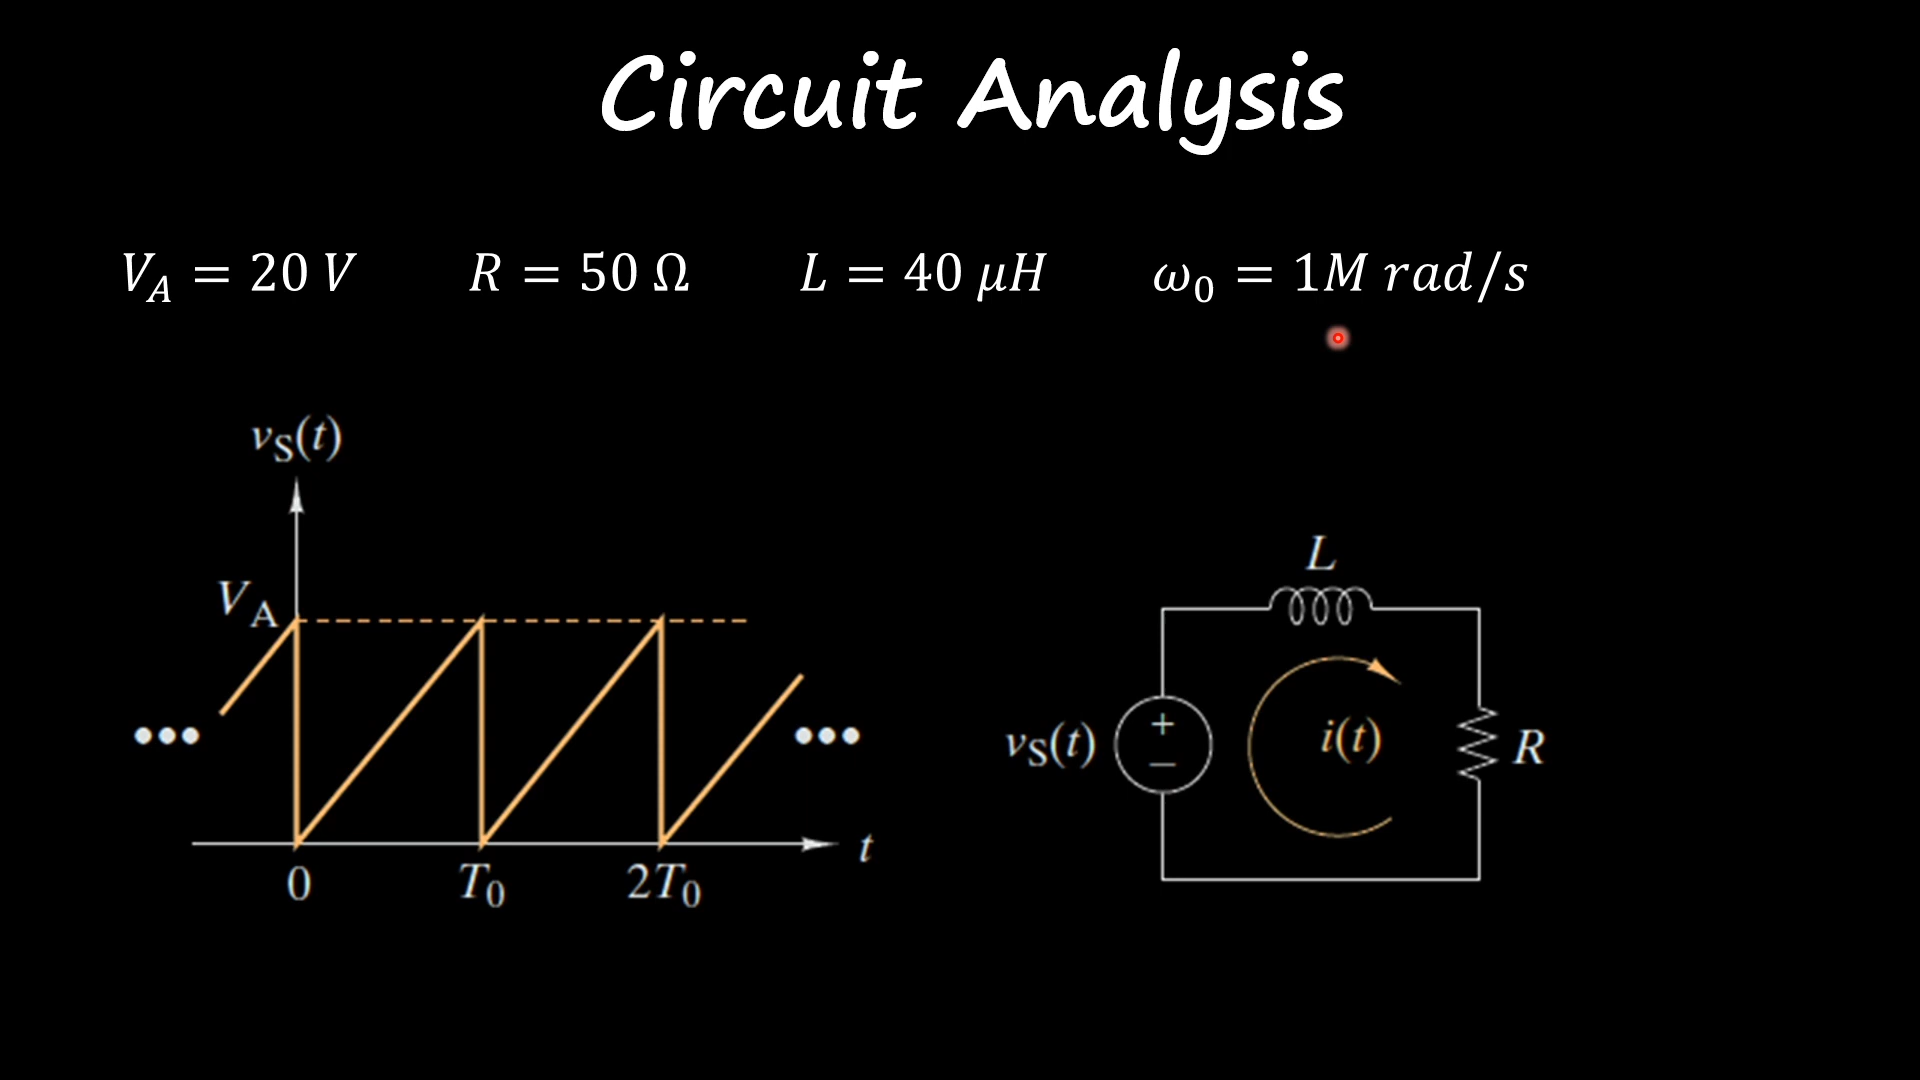 Circuit Analysis
V_A = 20 V R = 50 Ω L = 40 μH ω_0 = 1M rad/s
v_S(t)
V_A
0 T_0 2T_0 t
L
v_S(t) + − i(t) R